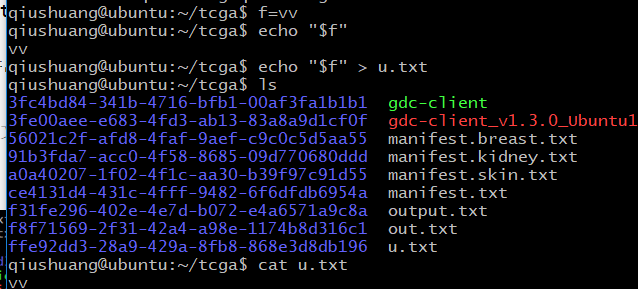 qiushuang@ubuntu:~/tcga$ f=vv
qiushuang@ubuntu:~/tcga$ echo "$f"
vv
qiushuang@ubuntu:~/tcga$ echo "$f" > u.txt
qiushuang@ubuntu:~/tcga$ ls
3fc4bd84-341b-4716-bfb1-00af3fa1b1b1  gdc-client
3fe00aee-e683-4fd3-ab13-83a8a9d1cf0f  gdc-client_v1.3.0_Ubuntu1
56021c2f-afd8-4faf-9aef-c9c0c5d5aa55  manifest.breast.txt
91b3fda7-acc0-4f58-8685-09d770680ddd  manifest.kidney.txt
a0a40207-1f02-4f1c-aa30-b39f97c91d55  manifest.skin.txt
ce4131d4-431c-4fff-9482-6f6dfdb6954a  manifest.txt
f31fe296-402e-4e7d-b072-e4a6571a9c8a  output.txt
f8f71569-2f31-42a4-a98e-1174b8d316c1  out.txt
ffe92dd3-28a9-429a-8fb8-868e3d8db196  u.txt
qiushuang@ubuntu:~/tcga$ cat u.txt
vv